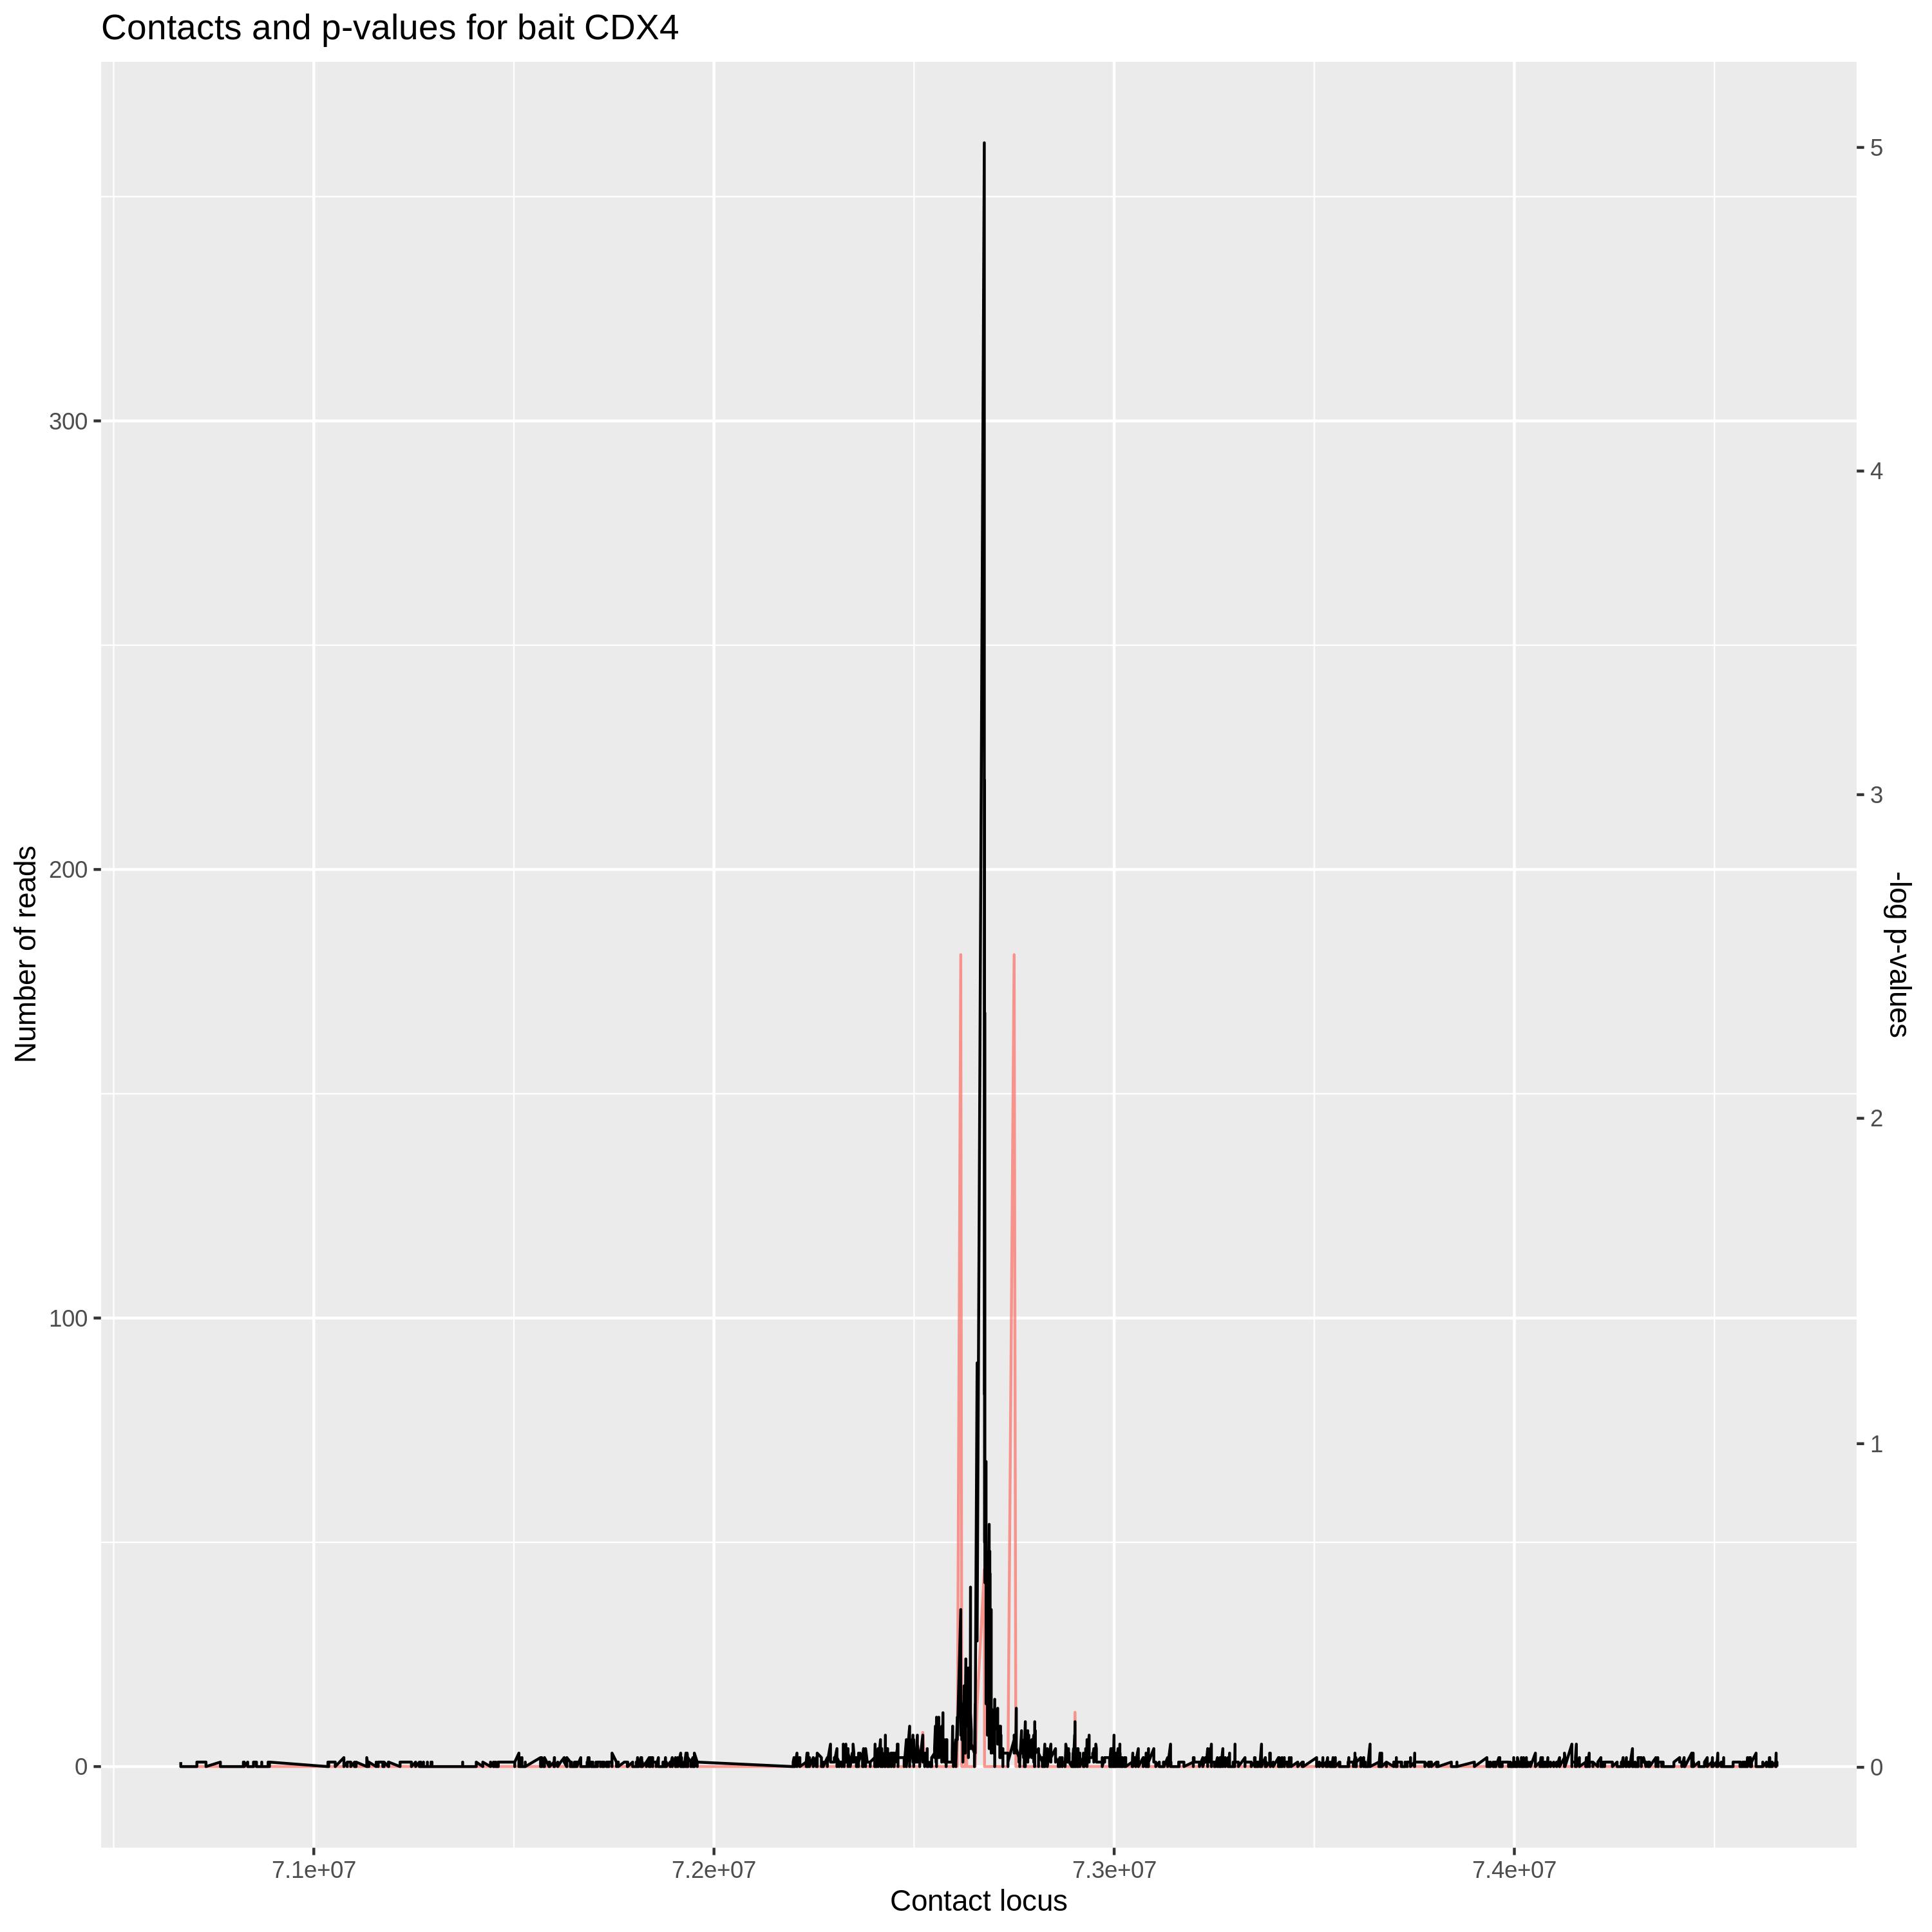 Contacts and p-values for bait CDX4
5
300
4
3
200
2
100
1
0
0
Number of reads
-log p-values
7.1e+07
7.2e+07
7.3e+07
7.4e+07
Contact locus